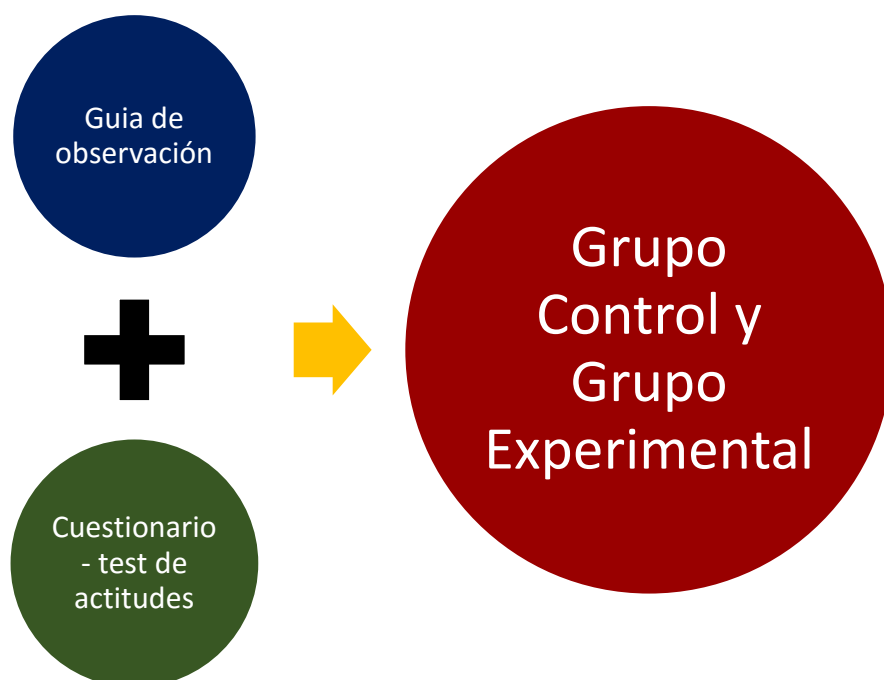 Guia de
observación
Cuestionario
- test de
actitudes
Grupo
Control y
Grupo
Experimental